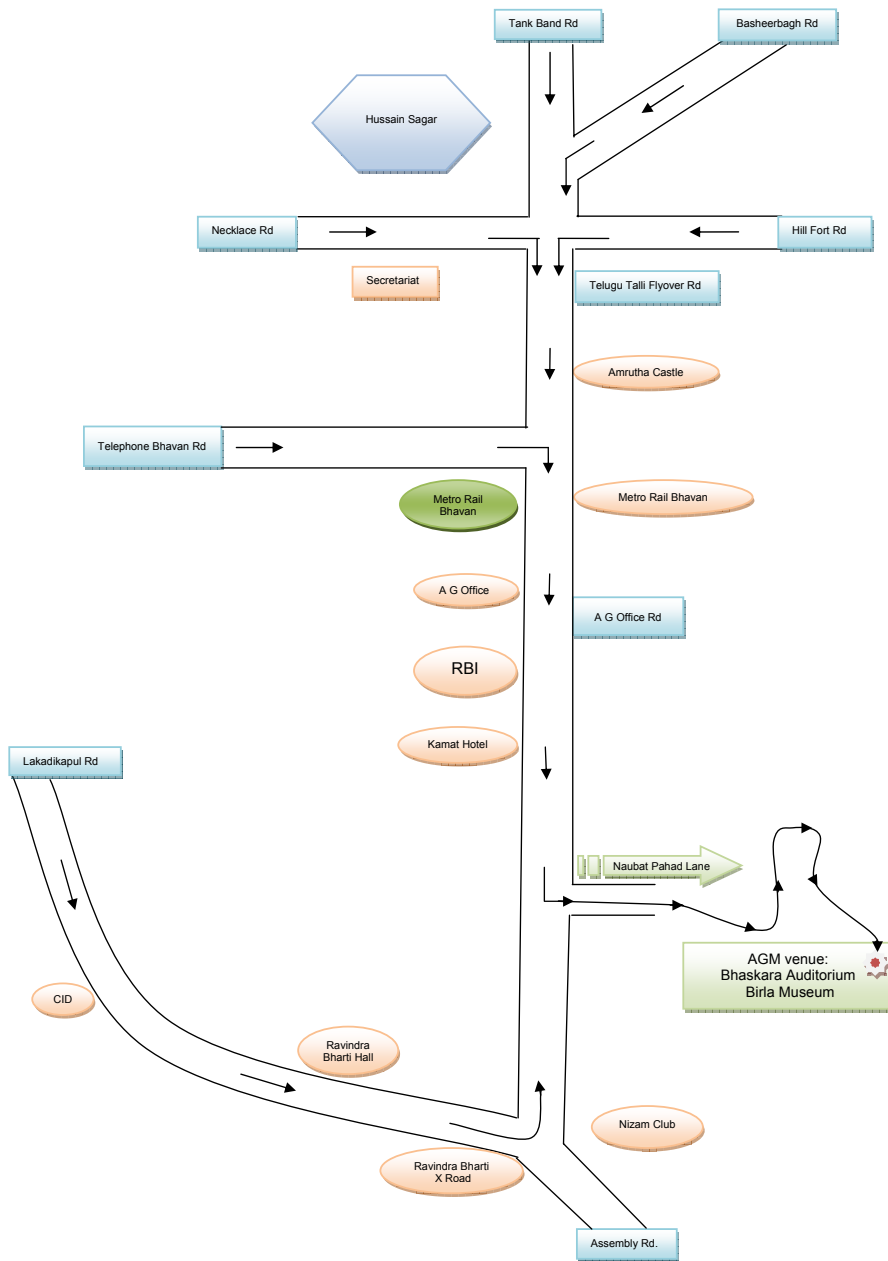 Tank Band Rd
Basheerbagh Rd
Hussain Sagar
Necklace Rd
Hill Fort Rd
Secretariat
Telugu Talli Flyover Rd
Amrutha Castle
Telephone Bhavan Rd
Metro Rail
Bhavan
Metro Rail Bhavan
A G Office
A G Office Rd
RBI
Kamat Hotel
Lakadikapul Rd
Naubat Pahad Lane
AGM venue:
Bhaskara Auditorium
Birla Museum
CID
Ravindra
Bharti Hall
Nizam Club
Ravindra Bharti
X Road
Assembly Rd.